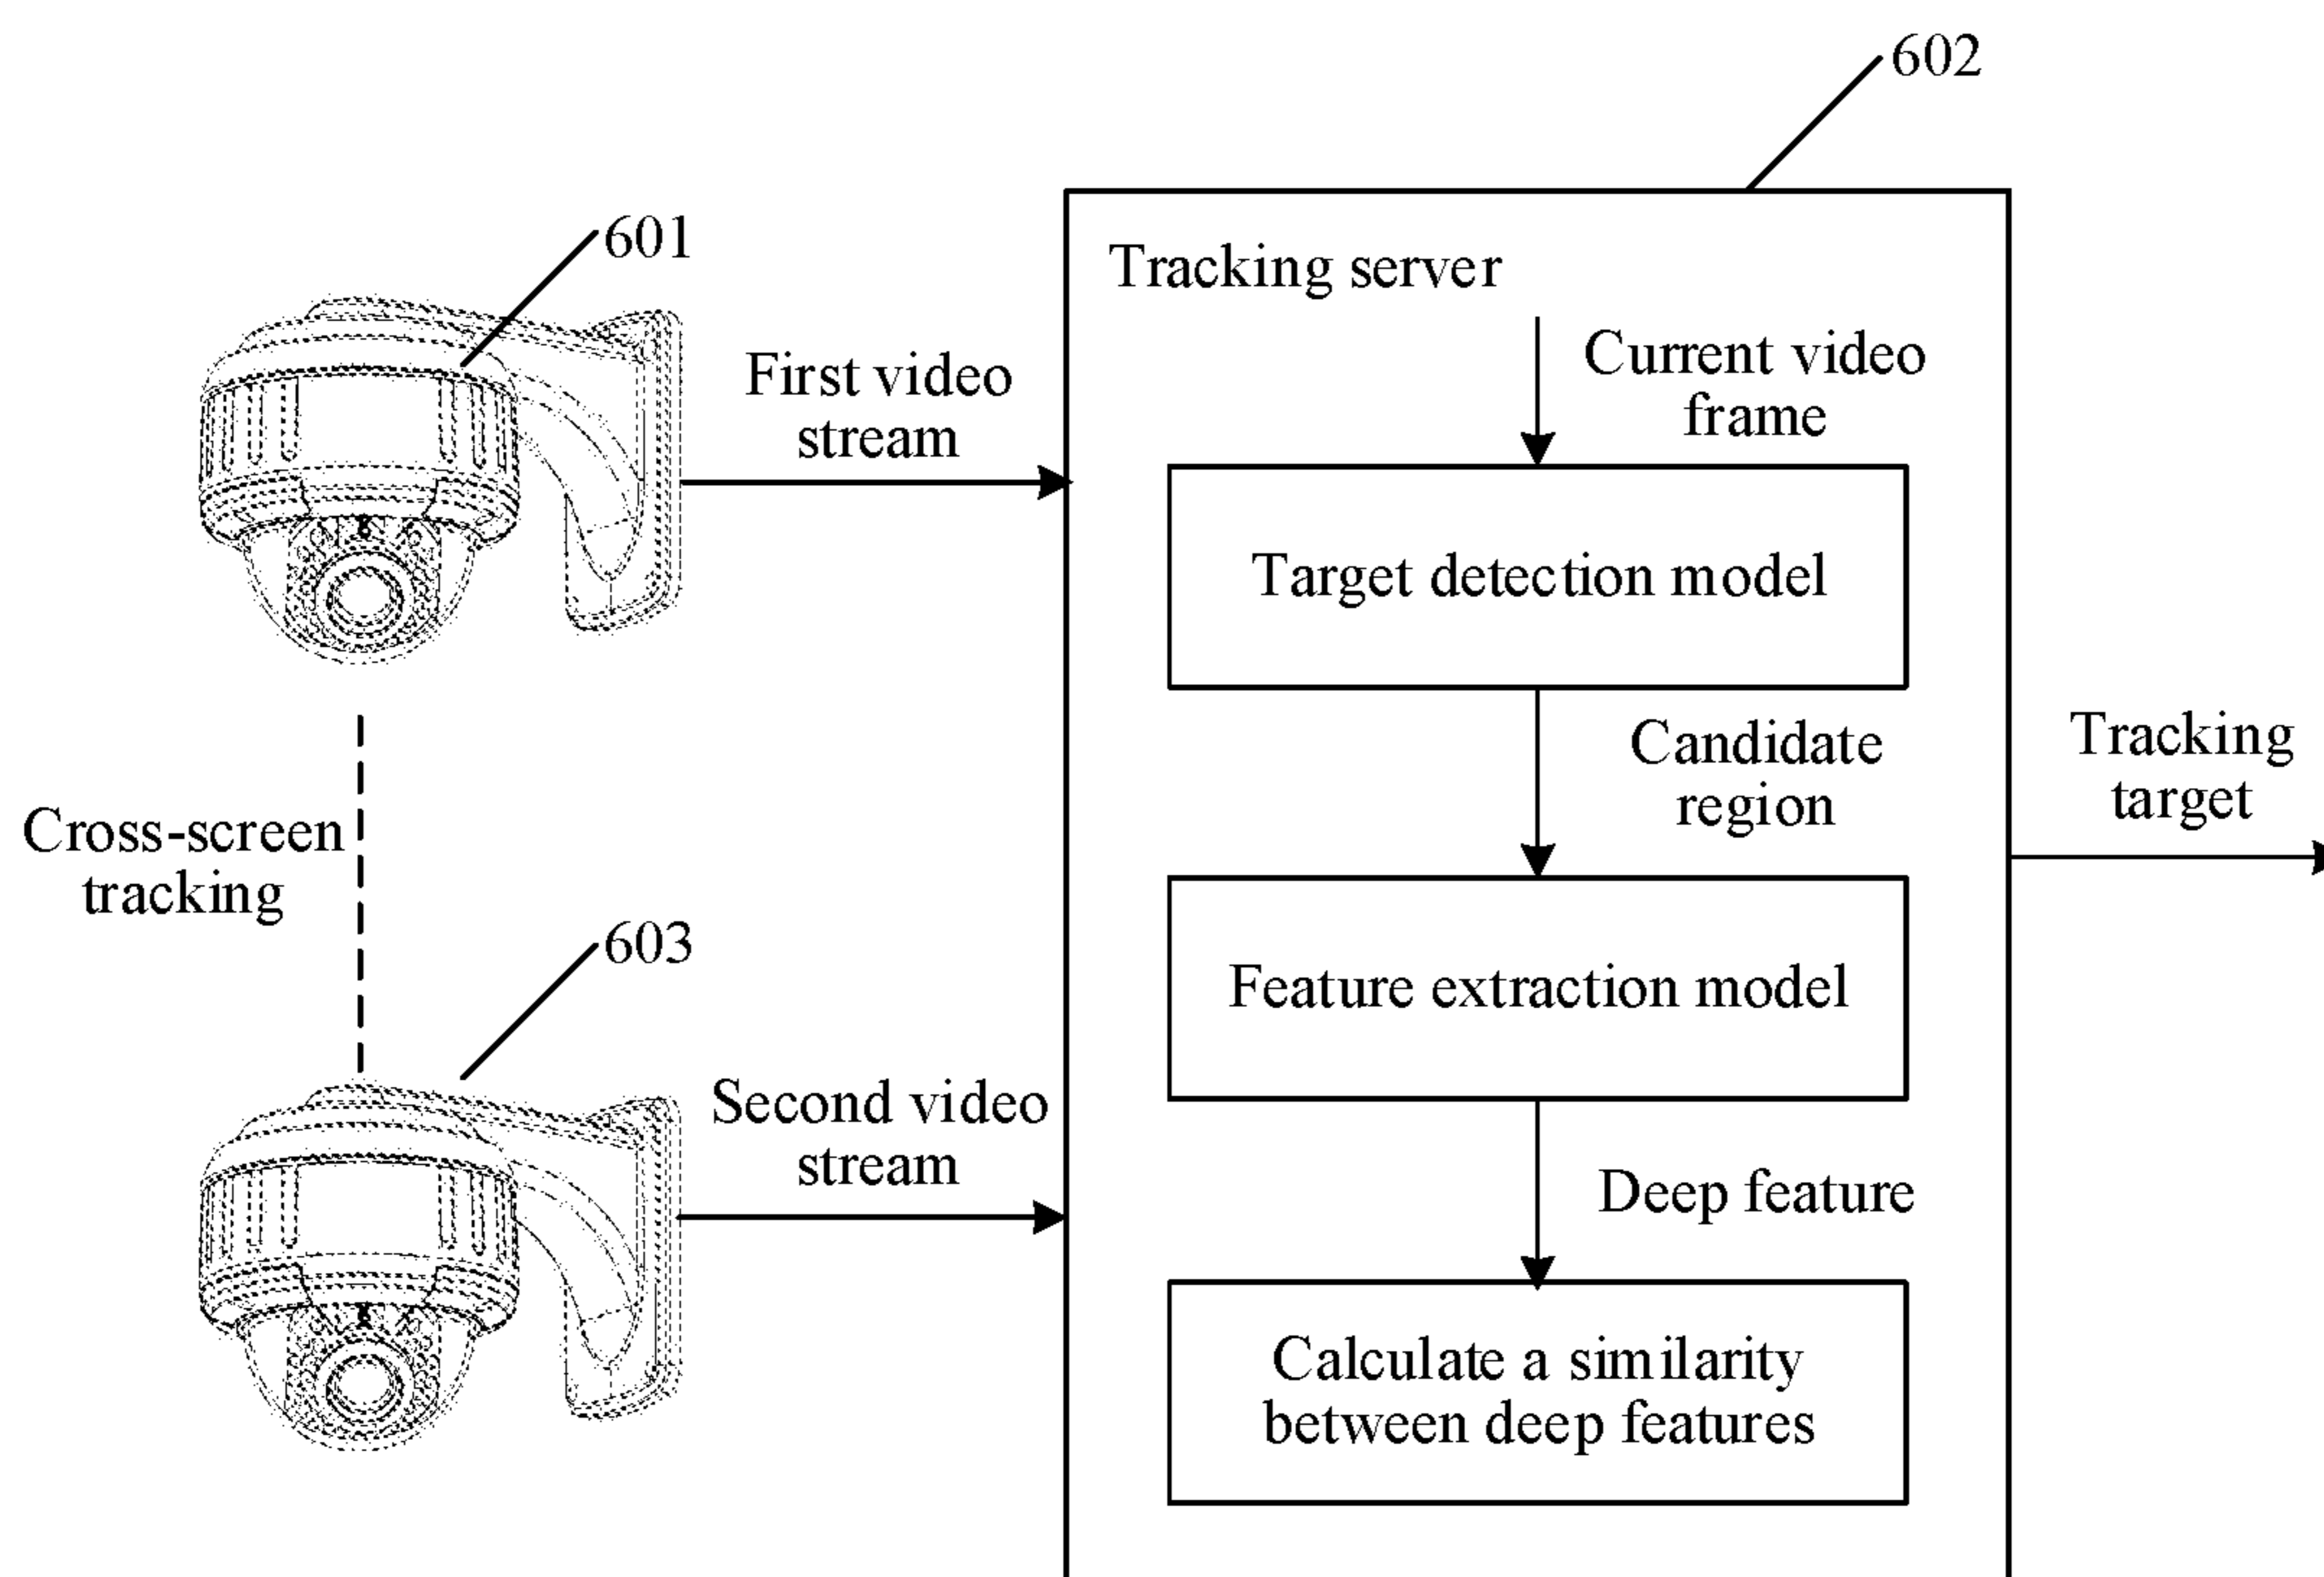 602
601
Tracking server
First video
stream
Current video
frame
Target detection model
Candidate
region
Tracking
target
Cross-screen
tracking
603
Feature extraction model
Second video
stream
Deep feature
Calculate a similarity
between deep features